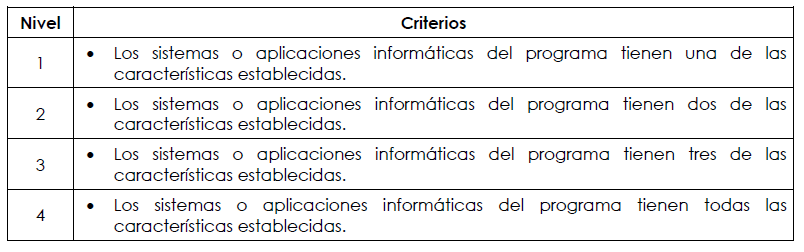 Nivel Criterios
1 • Los sistemas o aplicaciones informáticas del programa tienen una de las
características establecidas.
2 • Los sistemas o aplicaciones informáticas del programa tienen dos de las
características establecidas.
3 • Los sistemas o aplicaciones informáticas del programa tienen tres de las
características establecidas.
4 • Los sistemas o aplicaciones informáticas del programa tienen todas las
características establecidas.